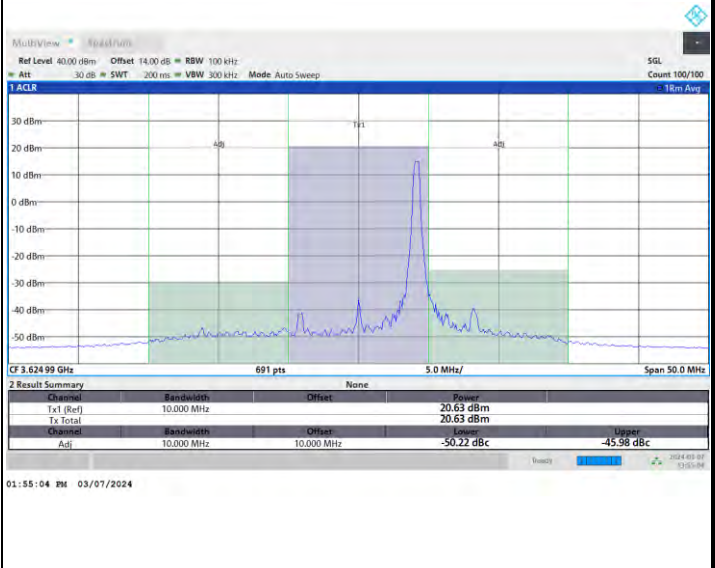 MultiView Spectrum
Ref Level 40.00 dBm Offset 14.00 dB RBW 100 kHz SGL
Att 30 dB SWT 200 ms VBW 300 kHz Mode Auto Sweep Count 100/100
1 ACLR 1Rm Avg
30 dBm
Tx1
20 dBm Adj Adj
10 dBm
0 dBm
-10 dBm
-20 dBm
-30 dBm
-40 dBm
-50 dBm
CF 3.624 99 GHz 691 pts 5.0 MHz/ Span 50.0 MHz
2 Result Summary None
Channel Bandwidth Offset Power
Tx1 (Ref) 10.000 MHz 20.63 dBm
Tx Total 20.63 dBm
Channel Bandwidth Offset Lower Upper
Adj 10.000 MHz 10.000 MHz -50.22 dBc -45.98 dBc
Ready 2024-03-07
01:55:04 PM 03/07/2024